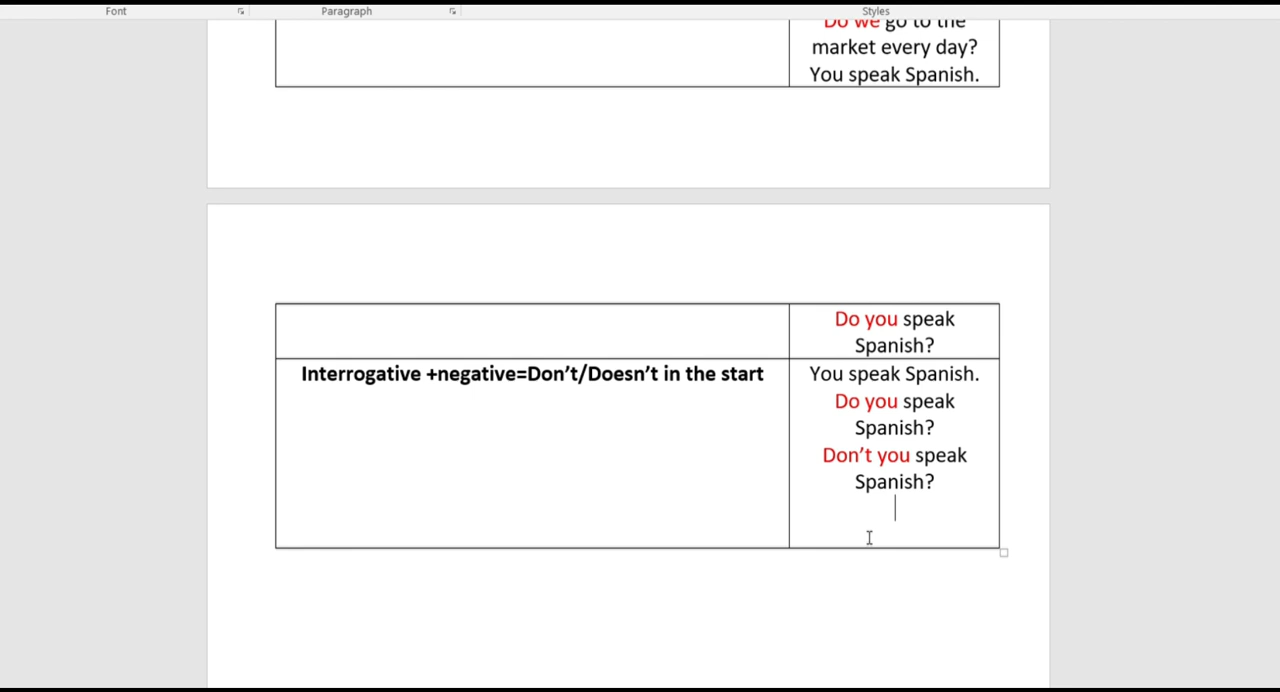 Font Paragraph Styles
Do we go to the
market every day?
You speak Spanish.
Do you speak
Spanish?
Interrogative +negative=Don’t/Doesn’t in the start
You speak Spanish.
Do you speak
Spanish?
Don’t you speak
Spanish?